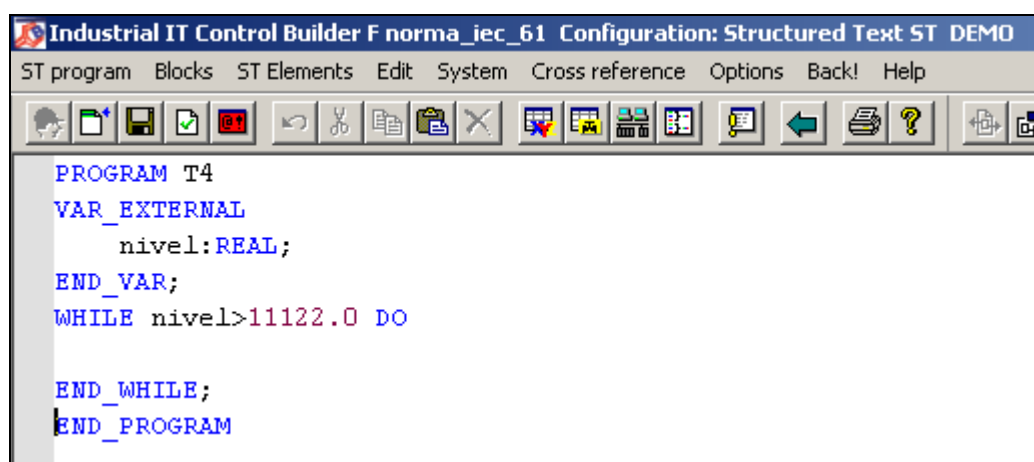 Industrial IT Control Builder F norma_iec_61 Configuration: Structured Text ST DEMO
ST program Blocks ST Elements Edit System Cross reference Options Back! Help
PROGRAM T4
VAR_EXTERNAL
nivel:REAL;
END_VAR;
WHILE nivel>11122.0 DO
END_WHILE;
END_PROGRAM